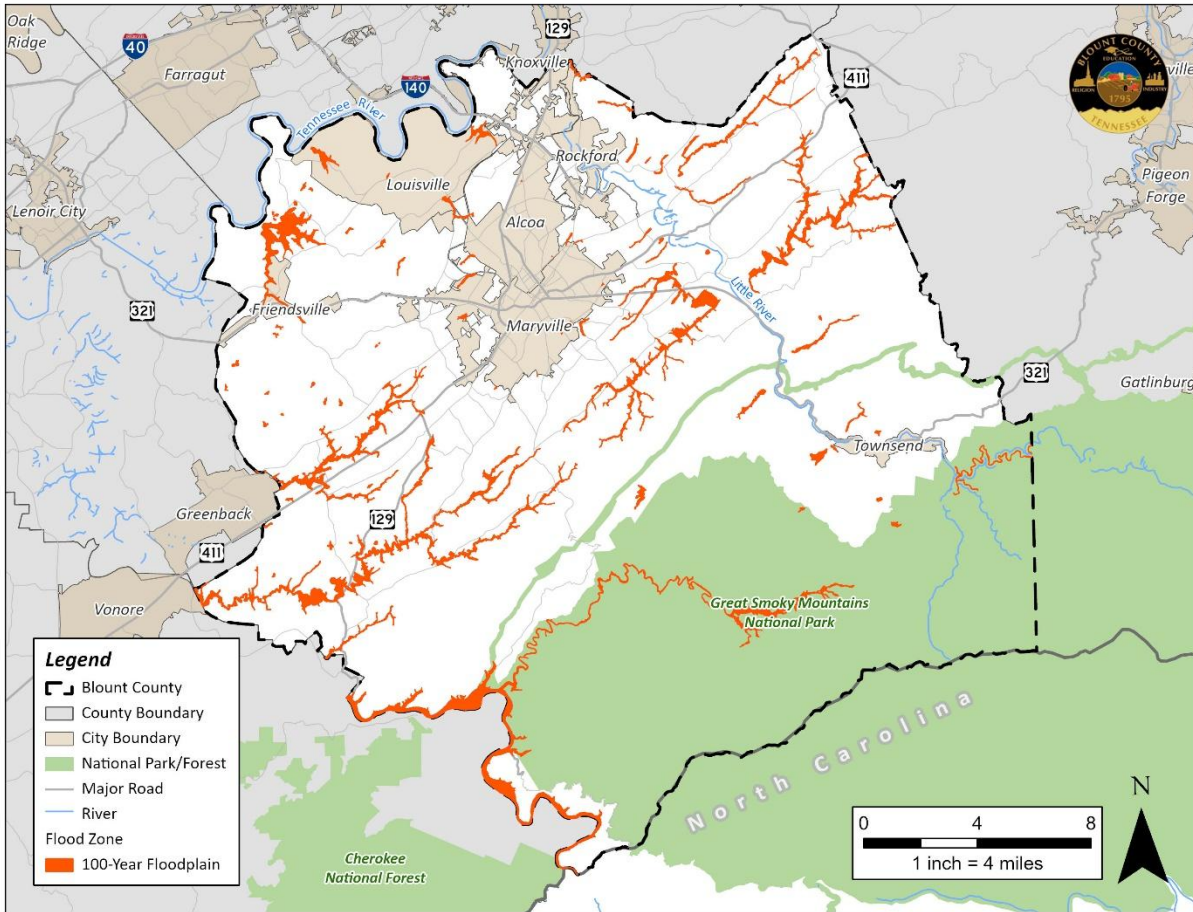 Oak
Ridge
40
Farragut
129
Knoxville
140
411
BLOUNT COUNTY
EDUCATION
RELIGION
INDUSTRY
1795
TENNESSEE
ville
Tennessee River
Rockford
Louisville
Alcoa
Lenoir City
Pigeon
Forge
321
Friendsville
Maryville
Little River
321
Gatlinburg
Townsend
Greenback
129
411
Vonore
Great Smoky Mountains
National Park
North Carolina
Cherokee
National Forest
Legend
Blount County
County Boundary
City Boundary
National Park/Forest
Major Road
River
Flood Zone
100-Year Floodplain
0 4 8
1 inch = 4 miles
N